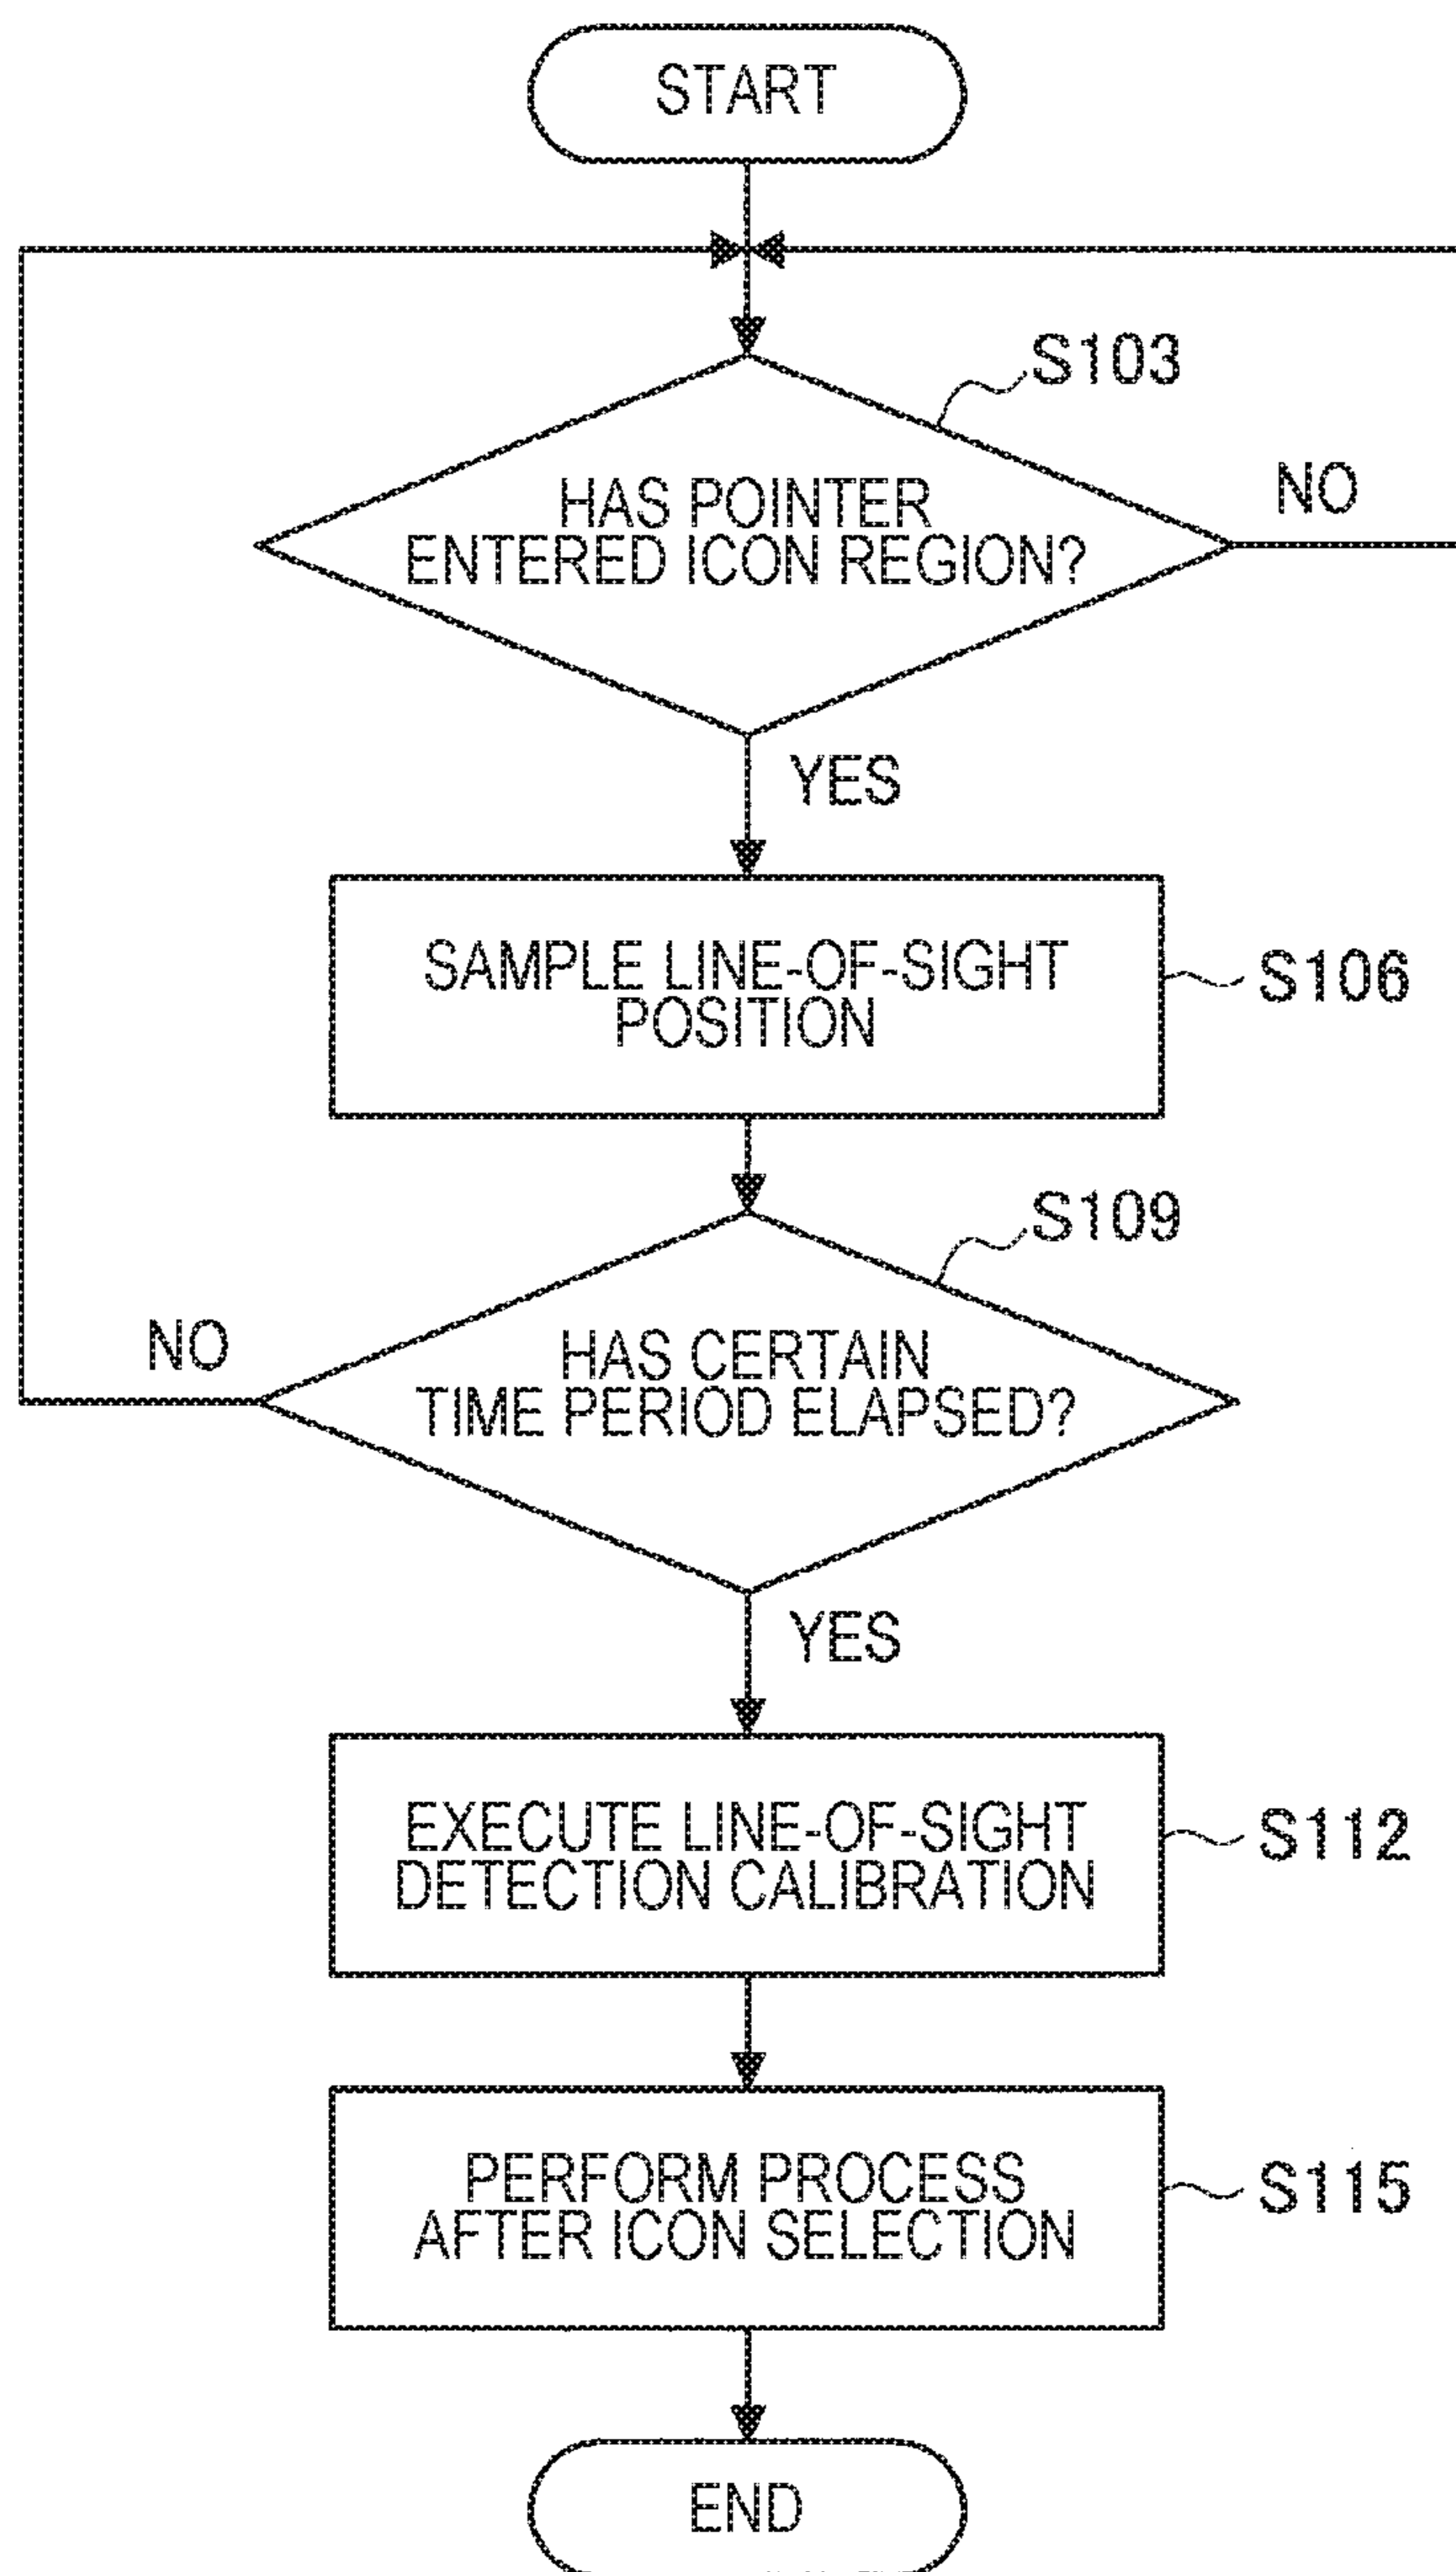 START
S103
HAS POINTER
ENTERED ICON REGION?
NO
YES
SAMPLE LINE-OF-SIGHT
POSITION
S106
S109
HAS CERTAIN
TIME PERIOD ELAPSED?
NO
YES
EXECUTE LINE-OF-SIGHT
DETECTION CALIBRATION
S112
PERFORM PROCESS
AFTER ICON SELECTION
S115
END